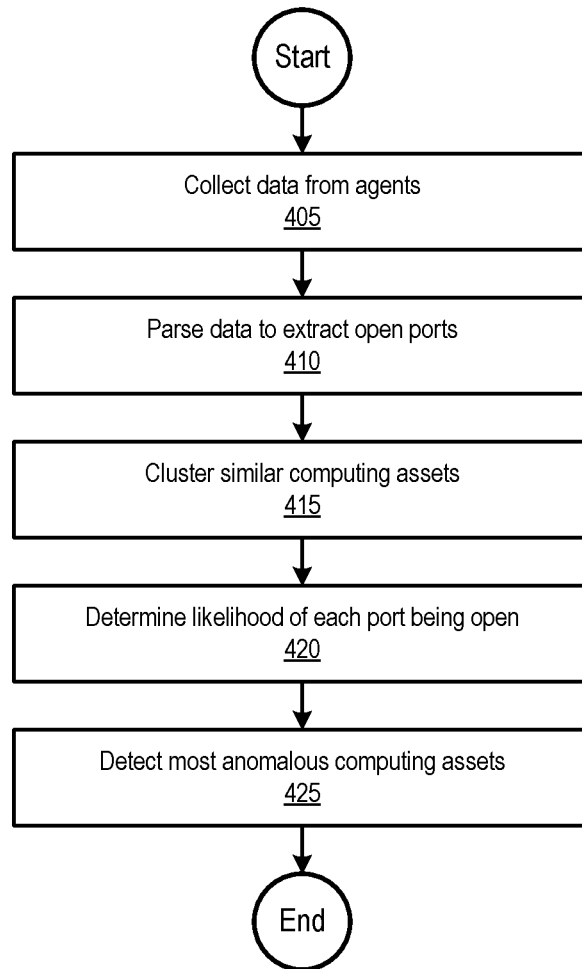 Start
Collect data from agents
405
Parse data to extract open ports
410
Cluster similar computing assets
415
Determine likelihood of each port being open
420
Detect most anomalous computing assets
425
End